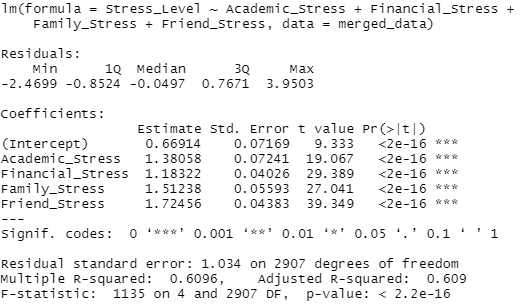 lm(formula = Stress_Level ~ Academic_Stress + Financial_Stress +
    Family_Stress + Friend_Stress, data = merged_data)
Residuals:
    Min      1Q  Median      3Q     Max
-2.4699 -0.8524 -0.0497  0.7671  3.9503
Coefficients:
                 Estimate Std. Error t value Pr(>|t|)
(Intercept)       0.66914    0.07169   9.333   <2e-16 ***
Academic_Stress   1.38058    0.07241  19.067   <2e-16 ***
Financial_Stress  1.18322    0.04026  29.389   <2e-16 ***
Family_Stress     1.51238    0.05593  27.041   <2e-16 ***
Friend_Stress     1.72456    0.04383  39.349   <2e-16 ***
---
Signif. codes:  0 ‘***’ 0.001 ‘**’ 0.01 ‘*’ 0.05 ‘.’ 0.1 ‘ ’ 1
Residual standard error: 1.034 on 2907 degrees of freedom
Multiple R-squared:  0.6096,    Adjusted R-squared:  0.609
F-statistic:  1135 on 4 and 2907 DF,  p-value: < 2.2e-16